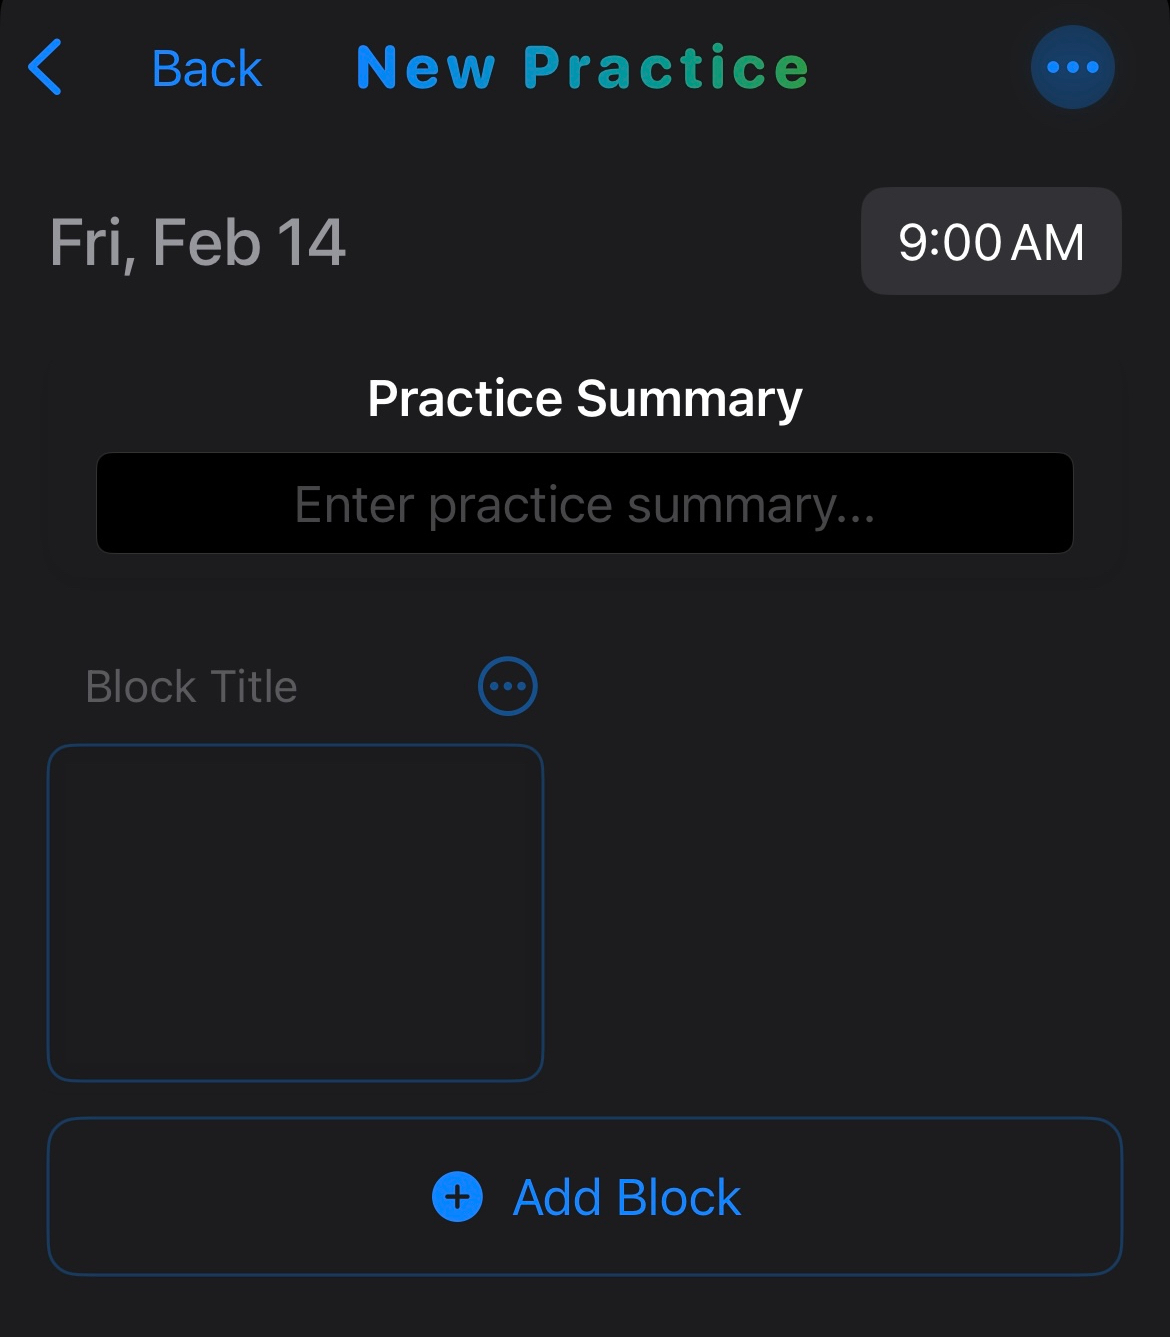 Back New Practice
Fri, Feb 14 9:00 AM
Practice Summary
Enter practice summary...
Block Title
Add Block